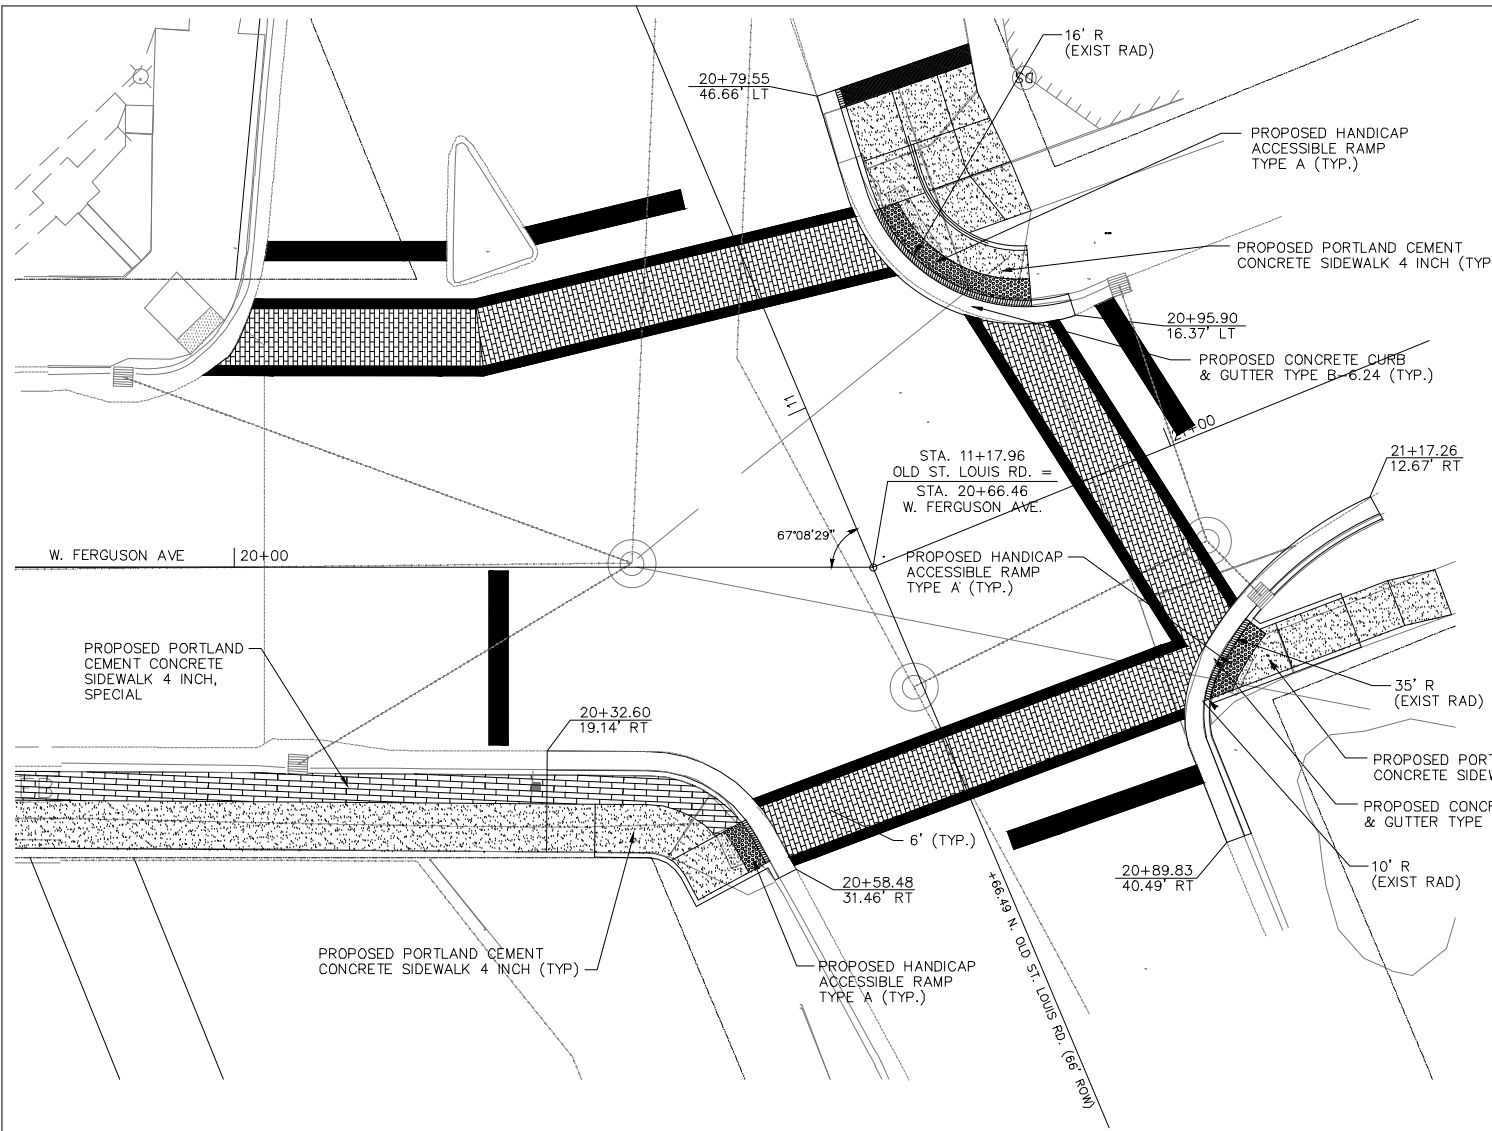 16' R
(EXIST RAD)
20+79.55
46.66' LT
PROPOSED HANDICAP
ACCESSIBLE RAMP
TYPE A (TYP.)
PROPOSED PORTLAND CEMENT
CONCRETE SIDEWALK 4 INCH (TYP
20+95.90
16.37' LT
PROPOSED CONCRETE CURB
& GUTTER TYPE B-6.24 (TYP.)
11
21+00
STA. 11+17.96
OLD ST. LOUIS RD. =
STA. 20+66.46
W. FERGUSON AVE.
21+17.26
12.67' RT
67°08'29"
W. FERGUSON AVE
20+00
PROPOSED HANDICAP
ACCESSIBLE RAMP
TYPE A (TYP.)
PROPOSED PORTLAND
CEMENT CONCRETE
SIDEWALK 4 INCH,
SPECIAL
20+32.60
19.14' RT
35' R
(EXIST RAD)
PROPOSED PORT
CONCRETE SIDEW
PROPOSED CONCR
& GUTTER TYPE
6' (TYP.)
10' R
(EXIST RAD)
20+58.48
31.46' RT
20+89.83
40.49' RT
PROPOSED PORTLAND CEMENT
CONCRETE SIDEWALK 4 INCH (TYP)
PROPOSED HANDICAP
ACCESSIBLE RAMP
TYPE A (TYP.)
+66.49 N. OLD ST. LOUIS RD. (66' ROW)